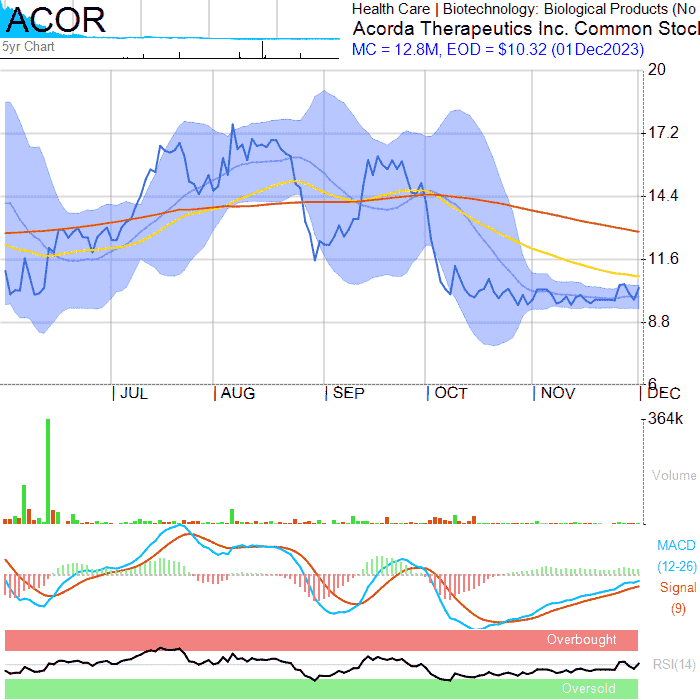 ACOR
5yr Chart
Health Care | Biotechnology: Biological Products (No
Acorda Therapeutics Inc. Common Stoc
MC = 12.8M, EOD = $10.32 (01Dec2023)
20
17.2
14.4
11.6
8.8
6
JUL
AUG
SEP
OCT
NOV
DEC
364k
Volume
MACD
(12-26)
Signal
(9)
Overbought
RSI(14)
Oversold